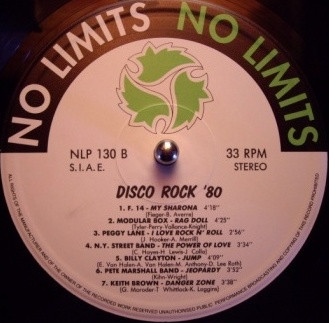 NO LIMITS NO LIMITS
NLP 130 B
S.I.A.E.
33 RPM
STEREO
DISCO ROCK '80
1. F. 14 - MY SHARONA 4'18"
(Fieger-B. Averre)
2. MODULAR BOX - RAG DOLL 4'25"
(Tyler-Perry Vallance-Knight)
3. PEGGY LANE - I LOVE ROCK N' ROLL 2'56"
(J. Hooker-A. Merrill)
4. N.Y. STREET BAND - THE POWER OF LOVE 3'34"
(C. Hayes-H. Lewis-J. Colla)
5. BILLY CLAYTON - JUMP 4'09"
(E. Van Halen-A. Van Halen-M. Anthony-D. Lee Roth)
6. PETE MARSHALL BAND - JEOPARDY 3'52"
(Kihn-Wright)
7. KEITH BROWN - DANGER ZONE 3'38"
(G. Moroder-T. Whittlock-K. Loggins)